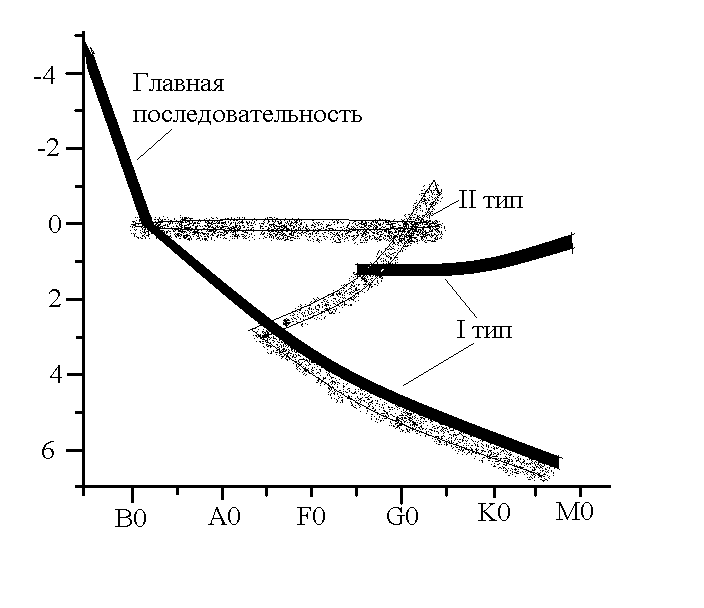 -4
Главная
последовательность
-2
II тип
0
2
I тип
4
6
B0 A0 F0 G0 K0 M0